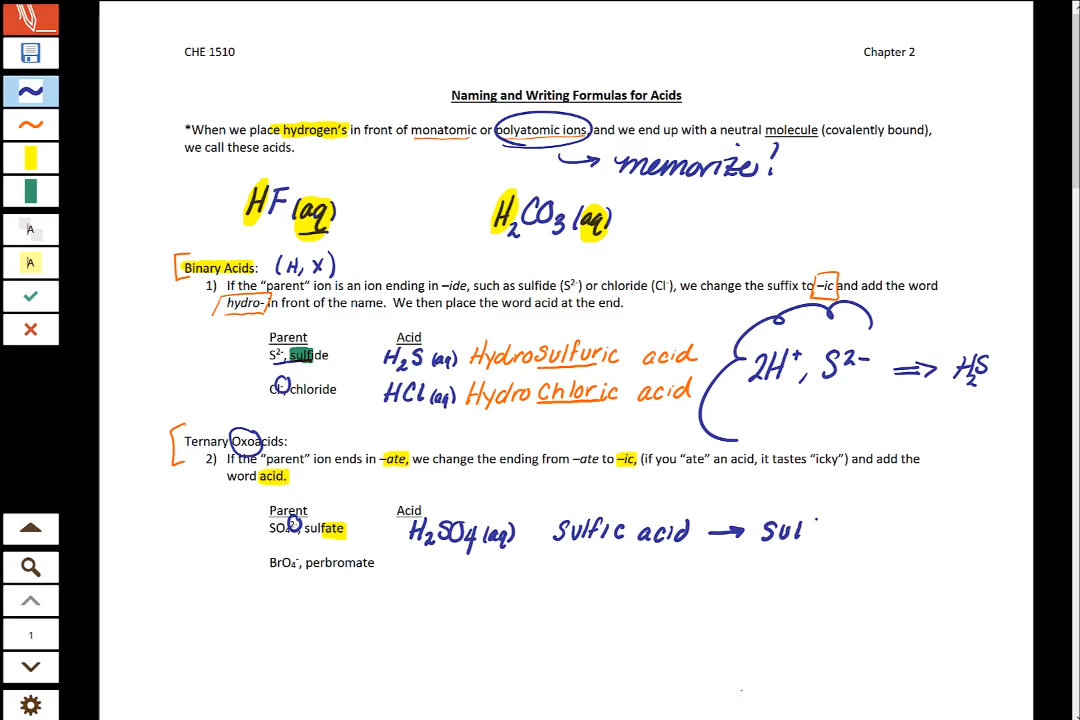 CHE 1510 Chapter 2
Naming and Writing Formulas for Acids
*When we place hydrogen's in front of monatomic or polyatomic ions, and we end up with a neutral molecule (covalently bound),
we call these acids.
memorize!
HF (aq) H₂CO₃ (aq)
Binary Acids: (H, X)
1) If the "parent" ion is an ion ending in –ide, such as sulfide (S²⁻) or chloride (Cl⁻), we change the suffix to –ic and add the word
hydro- in front of the name. We then place the word acid at the end.
Parent Acid
S²⁻, sulfide H₂S (aq) Hydrosulfuric acid
2H⁺, S²⁻ ⟹ H₂S
Cl⁻, chloride HCl (aq) Hydrochloric acid
Ternary Oxoacids:
2) If the "parent" ion ends in –ate, we change the ending from –ate to –ic, (if you "ate" an acid, it tastes "icky") and add the
word acid.
Parent Acid
SO₄²⁻, sulfate H₂SO₄ (aq) sulfic acid → sul
BrO₄⁻, perbromate
A
A
1